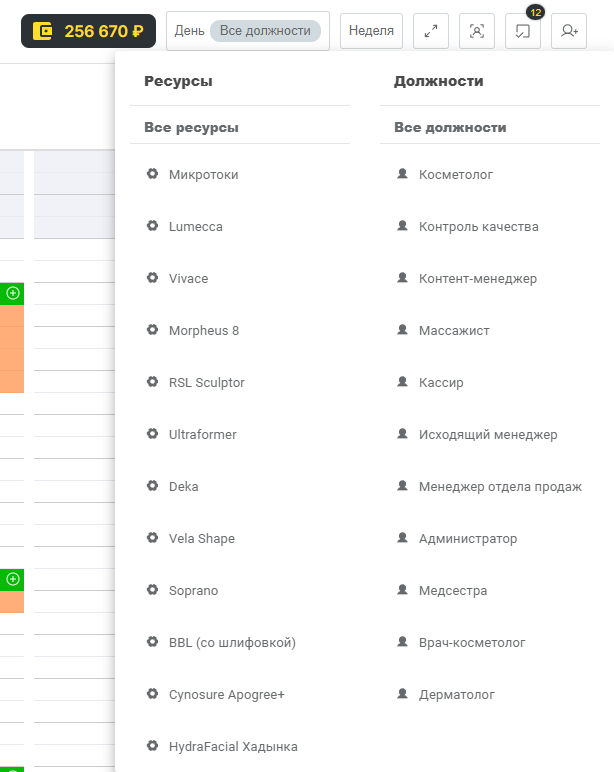 256 670 ₽
День Все должности
Неделя
12
Ресурсы
Все ресурсы
Микротоки
Lumecca
Vivace
Morpheus 8
RSL Sculptor
Ultraformer
Deka
Vela Shape
Soprano
BBL (со шлифовкой)
Cynosure Apogree+
HydraFacial Хадынка
Должности
Все должности
Косметолог
Контроль качества
Контент-менеджер
Массажист
Кассир
Исходящий менеджер
Менеджер отдела продаж
Администратор
Медсестра
Врач-косметолог
Дерматолог